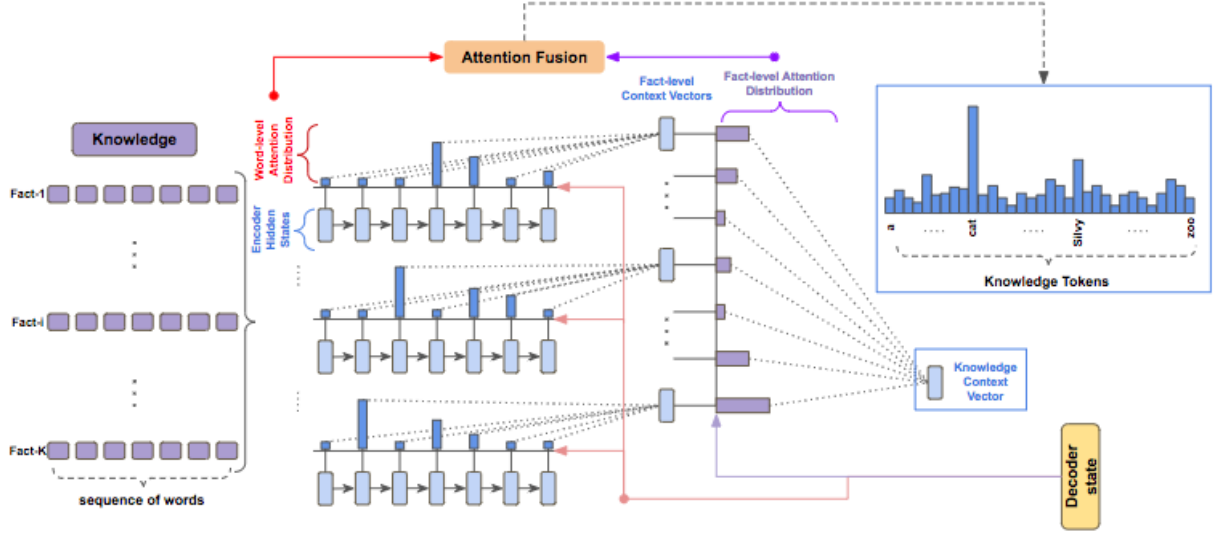 Attention Fusion
Knowledge
Word-level
Attention
Distribution
Fact-level
Context Vectors
Fact-level Attention
Distribution
Fact-1
Encoder
Hidden
States
a
....
cat
....
Silvy
....
zoo
Knowledge Tokens
Fact-i
Knowledge
Context
Vector
Fact-K
sequence of words
Decoder
state